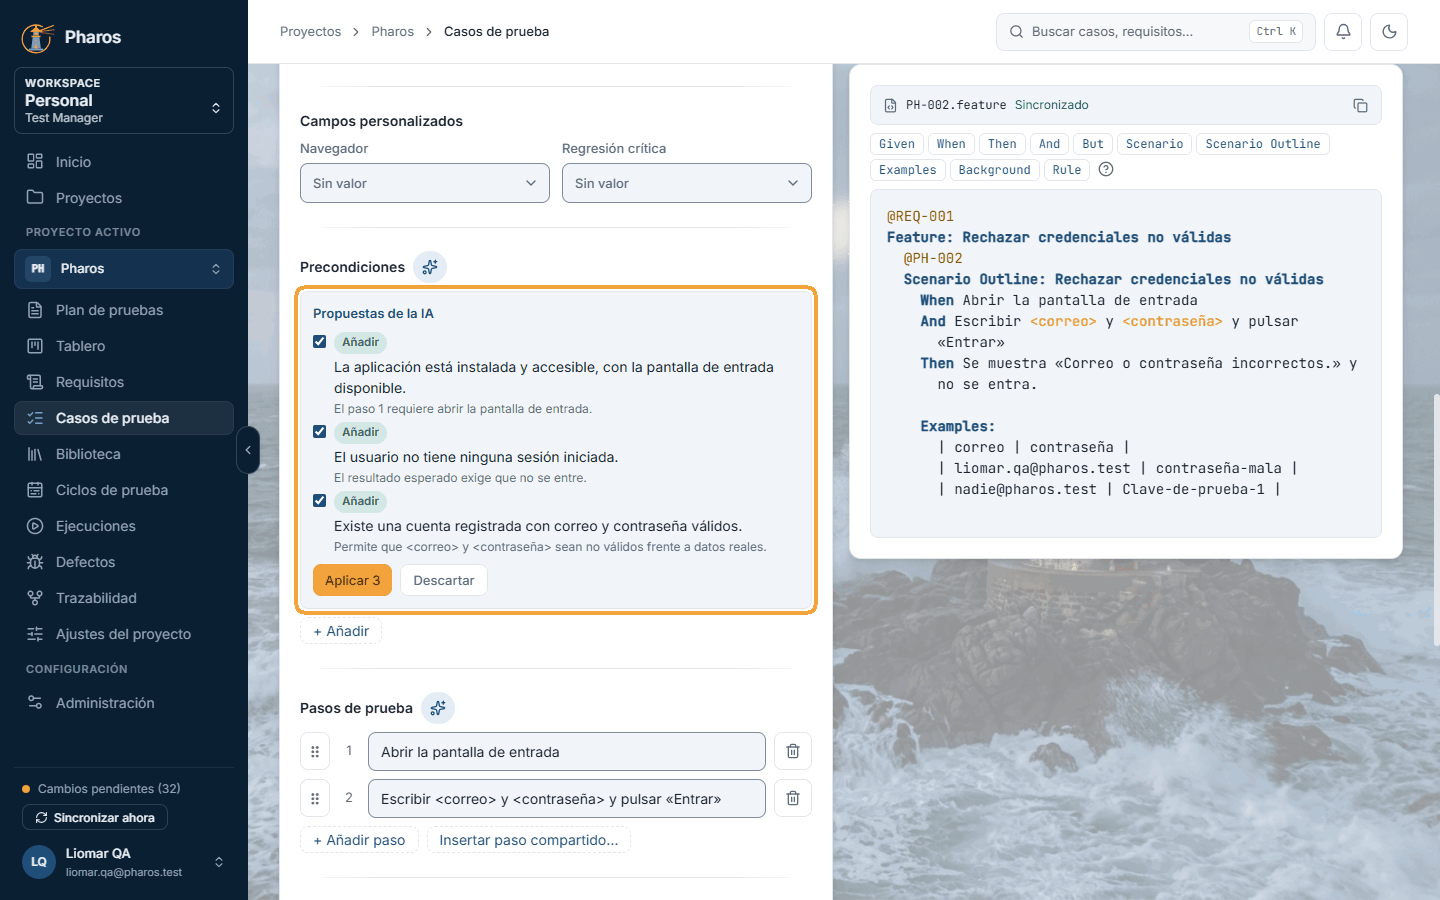 Pharos
WORKSPACE
Personal
Test Manager
Inicio
Proyectos
PROYECTO ACTIVO
PH Pharos
Plan de pruebas
Tablero
Requisitos
Casos de prueba
Biblioteca
Ciclos de prueba
Ejecuciones
Defectos
Trazabilidad
Ajustes del proyecto
CONFIGURACIÓN
Administración
Cambios pendientes (32)
Sincronizar ahora
LQ
Liomar QA
liomar.qa@pharos.test
Proyectos > Pharos > Casos de prueba
Buscar casos, requisitos... Ctrl K
Campos personalizados
Navegador Regresión crítica
Sin valor Sin valor
Precondiciones
Propuestas de la IA
Añadir
La aplicación está instalada y accesible, con la pantalla de entrada
disponible.
El paso 1 requiere abrir la pantalla de entrada.
Añadir
El usuario no tiene ninguna sesión iniciada.
El resultado esperado exige que no se entre.
Añadir
Existe una cuenta registrada con correo y contraseña válidos.
Permite que <correo> y <contraseña> sean no válidos frente a datos reales.
Aplicar 3 Descartar
+ Añadir
Pasos de prueba
1 Abrir la pantalla de entrada
2 Escribir <correo> y <contraseña> y pulsar «Entrar»
+ Añadir paso Insertar paso compartido...
PH-002.feature Sincronizado
Given When Then And But Scenario Scenario Outline
Examples Background Rule ?
@REQ-001
Feature: Rechazar credenciales no válidas
@PH-002
Scenario Outline: Rechazar credenciales no válidas
When Abrir la pantalla de entrada
And Escribir <correo> y <contraseña> y pulsar
«Entrar»
Then Se muestra «Correo o contraseña incorrectos.» y
no se entra.
Examples:
| correo | contraseña |
| liomar.qa@pharos.test | contraseña-mala |
| nadie@pharos.test | Clave-de-prueba-1 |